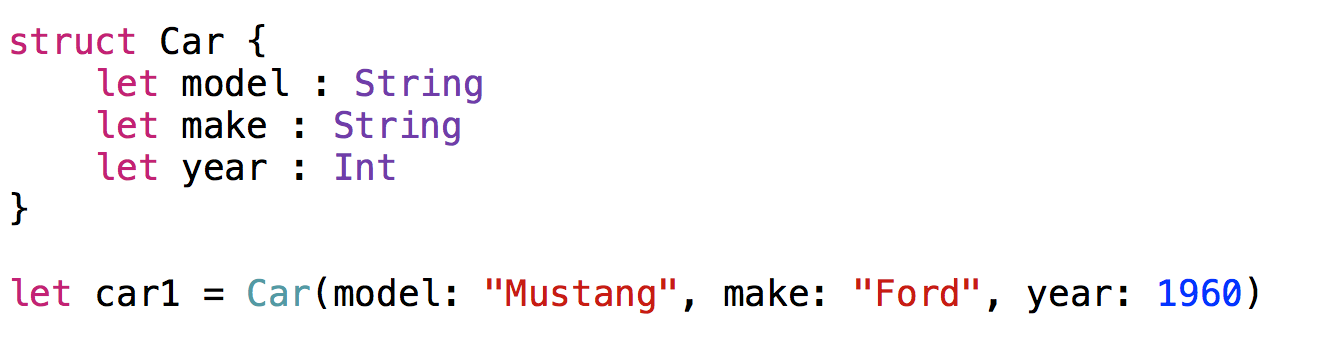 struct Car {
    let model : String
    let make : String
    let year : Int
}
let car1 = Car(model: "Mustang", make: "Ford", year: 1960)